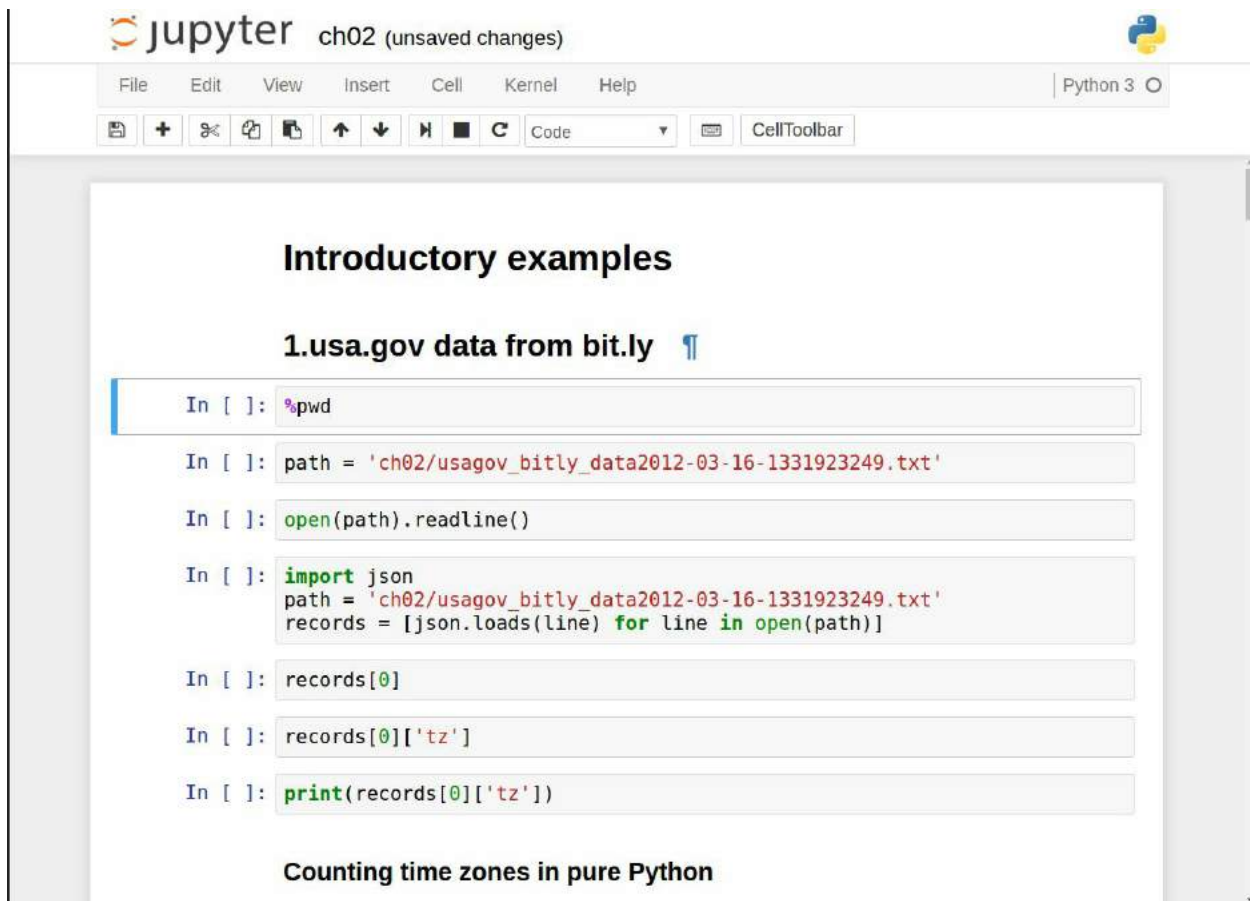 jupyter ch02 (unsaved changes)
File Edit View Insert Cell Kernel Help Python 3
Code CellToolbar
Introductory examples
1.usa.gov data from bit.ly ¶
In [ ]: %pwd
In [ ]: path = 'ch02/usagov_bitly_data2012-03-16-1331923249.txt'
In [ ]: open(path).readline()
In [ ]: import json
path = 'ch02/usagov_bitly_data2012-03-16-1331923249.txt'
records = [json.loads(line) for line in open(path)]
In [ ]: records[0]
In [ ]: records[0]['tz']
In [ ]: print(records[0]['tz'])
Counting time zones in pure Python